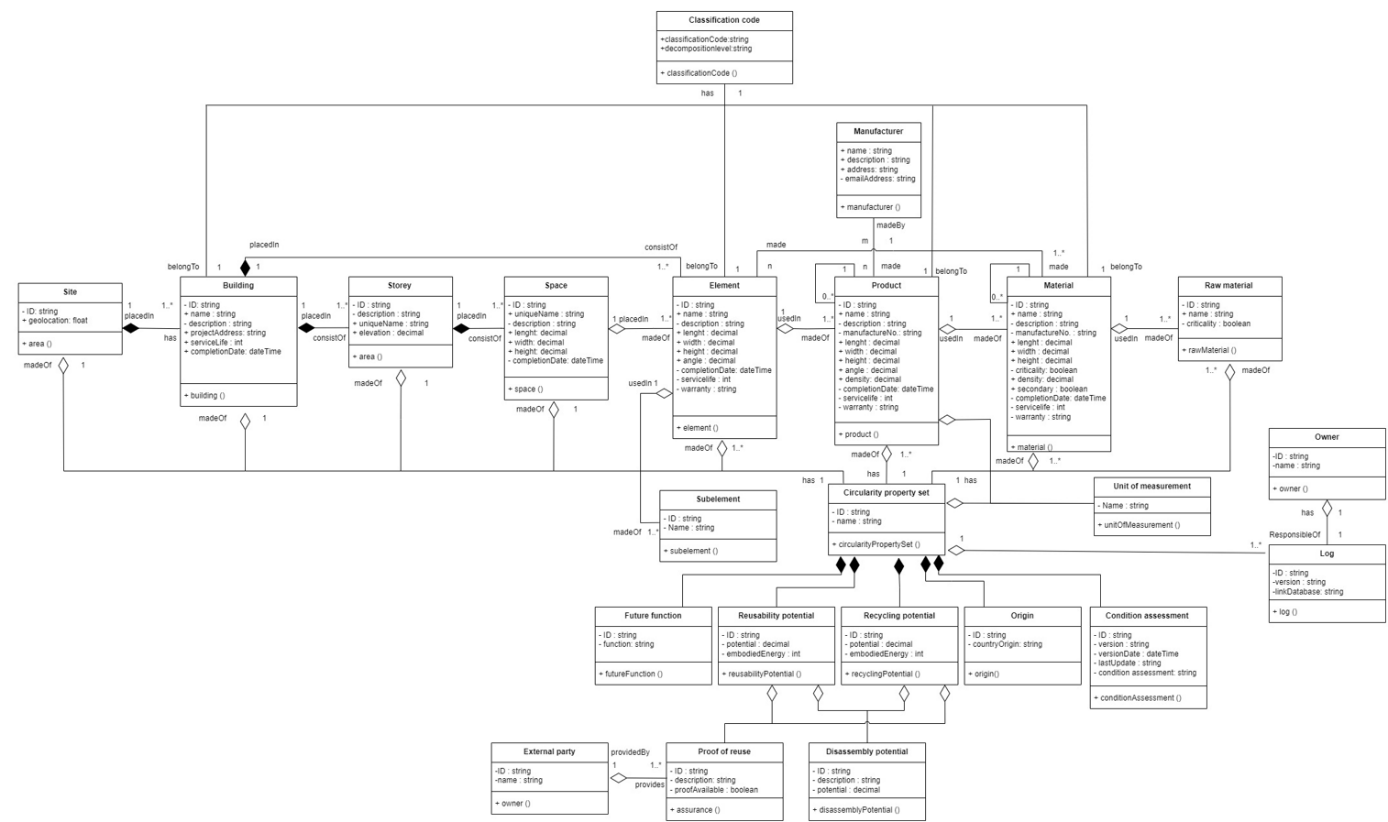 Classification code
+classificationCode:string
+decompositionlevel:string
+ classificationCode ()
has 1
Manufacturer
+ name : string
+ description : string
+ address: string
- emailAddress: string
+ manufacturer ()
madeBy
placedIn
consistOf
made
m 1
1..*
belongTo 1
1
1..*
belongTo 1
n
1 n made
1 belongTo
1 made
1 belongTo
Site
- ID: string
+ geolocation: float
+ area ()
madeOf 1
1 1..*
placedIn
has
Building
- ID: string
+ name : string
- description : string
+ projectAddress: string
+ serviceLife : int
+ completionDate: dateTime
+ building ()
madeOf 1
1 1..*
placedIn
consistOf
Storey
- ID: string
- description : string
+ uniqueName : string
+ elevation : decimal
+ area ()
madeOf 1
1 1..*
placedIn
consistOf
Space
- ID: string
+ uniqueName : string
- description : string
+ lenght: decimal
+ width: decimal
+ height: decimal
- completionDate: dateTime
+ space ()
madeOf 1
1 placedIn 1..*
madeOf
usedIn 1
Element
- ID: string
+ name : string
- description : string
+ lenght : decimal
+ width : decimal
+ height : decimal
+ angle : decimal
- completionDate: dateTime
- servicelife : int
- warranty : string
+ element ()
madeOf 1..*
usedIn
1 1..*
madeOf
0..*
Product
- ID : string
+ name : string
- description : string
- manufactureNo.: string
+ lenght : decimal
+ width : decimal
+ height : decimal
+ angle : decimal
+ density: decimal
- completionDate: dateTime
- servicelife : int
- warranty : string
+ product ()
madeOf 1..*
1 1..*
usedIn madeOf
0..*
Material
- ID : string
+ name : string
- description : string
- manufactureNo. : string
+ lenght : decimal
+ width : decimal
+ height : decimal
- criticality: boolean
+ density : decimal
+ secondary : boolean
- completionDate: dateTime
- servicelife : int
- warranty : string
+ material ()
madeOf 1..*
1 1..*
usedIn madeOf
Raw material
- ID : string
+ name : string
- criticality : boolean
+ rawMaterial ()
1..* madeOf
has 1
has 1
1 has
Subelement
- ID : string
- Name : string
+ subelement ()
madeOf 1..*
Circularity property set
- ID : string
- name : string
+ circularityPropertySet ()
1
1..*
Unit of measurement
- Name : string
+ unitOfMeasurement ()
Owner
-ID : string
-name : string
+ owner ()
has 1
ResponsibleOf 1
Log
-ID : string
-version : string
-linkDatabase: string
+ log ()
Future function
- ID : string
- function: string
+ futureFunction ()
Reusability potential
- ID : string
- potential : decimal
- embodiedEnergy : int
+ reusabilityPotential ()
Recycling potential
- ID : string
- potential: decimal
- embodiedEnergy : int
+ recyclingPotential ()
Origin
- ID : string
- countryOrigin: string
+ origin()
Condition assessment
- ID : string
- version : string
- versionDate : dateTime
- lastUpdate : string
- condition assessment: string
+ conditionAssessment ()
External party
-ID : string
-name : string
+ owner ()
providedBy
1 1..*
provides
Proof of reuse
- ID : string
- description: string
- proofAvailable : boolean
+ assurance ()
Disassembly potential
- ID : string
- description : string
- potential : decimal
+ disassemblyPotential ()